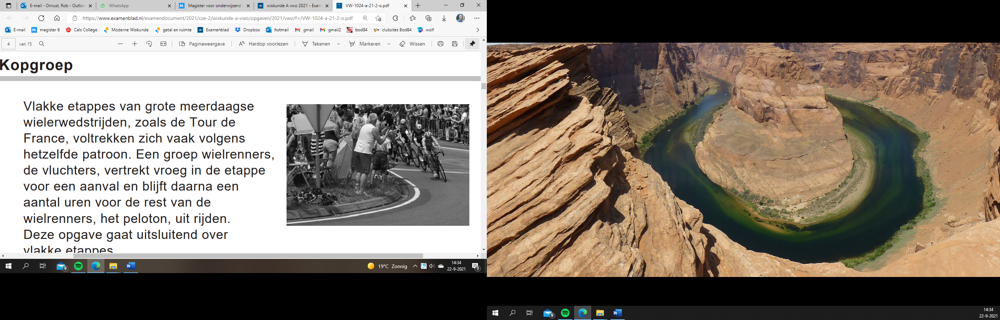 E-mail - Onrust, Rob - Outloo
WhatsApp
Magister voor onderwijzend
wiskunde A vwo 2021 - Exam
VW-1024-a-21-2-o.pdf
https://www.examenblad.nl/examendocument/2021/cse-2/wiskunde-a-vwo/opgaven/2021/vwo/f=/VW-1024-a-21-2-o.pdf
E-mail
magister 6
Cals College
Moderne Wiskunde
getal en ruimte
Examenblad
Dropbox
hotmail
gmail
gmail2
bod84
clubsites Bod84
wolf
4 van 15
Paginaweergave
Hardop voorlezen
Tekenen
Markeren
Wissen
Kopgroep
Vlakke etappes van grote meerdaagse
wielerwedstrijden, zoals de Tour de
France, voltrekken zich vaak volgens
hetzelfde patroon. Een groep wielrenners,
de vluchters, vertrekt vroeg in de etappe
voor een aanval en blijft daarna een
aantal uren voor de rest van de
wielrenners, het peloton, uit rijden.
Deze opgave gaat uitsluitend over
vlakke etappes
9
19°C Zonnig
14:34
22-9-2021
3
9
14:34
22-9-2021